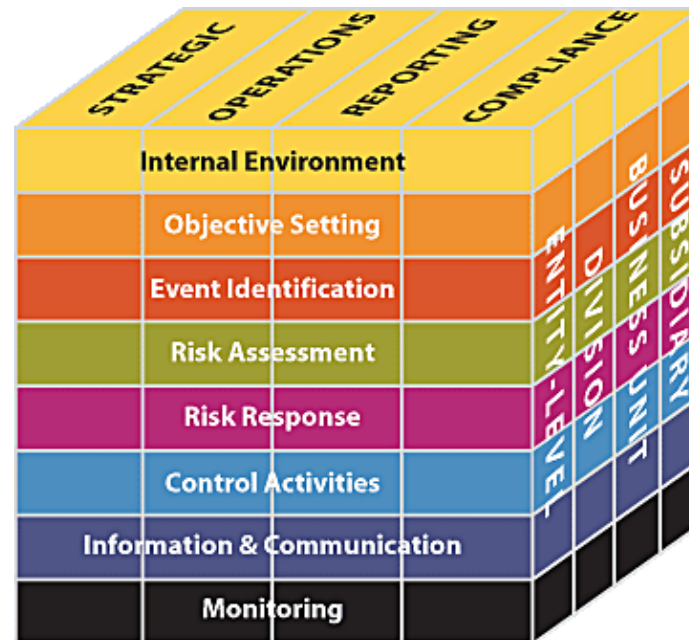 STRATEGIC
OPERATIONS
REPORTING
COMPLIANCE
Internal Environment
Objective Setting
Event Identification
Risk Assessment
Risk Response
Control Activities
Information & Communication
Monitoring
ENTITY-LEVEL
DIVISION
BUSINESS UNIT
SUBSIDIARY